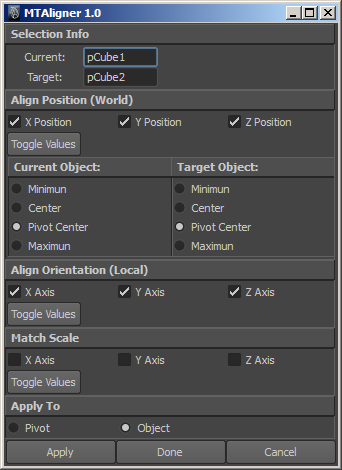 MTAligner 1.0
Selection Info
Current: pCube1
Target: pCube2
Align Position (World)
X Position Y Position Z Position
Toggle Values
Current Object: Target Object:
Minimun Minimun
Center Center
Pivot Center Pivot Center
Maximun Maximun
Align Orientation (Local)
X Axis Y Axis Z Axis
Toggle Values
Match Scale
X Axis Y Axis Z Axis
Toggle Values
Apply To
Pivot Object
Apply Done Cancel